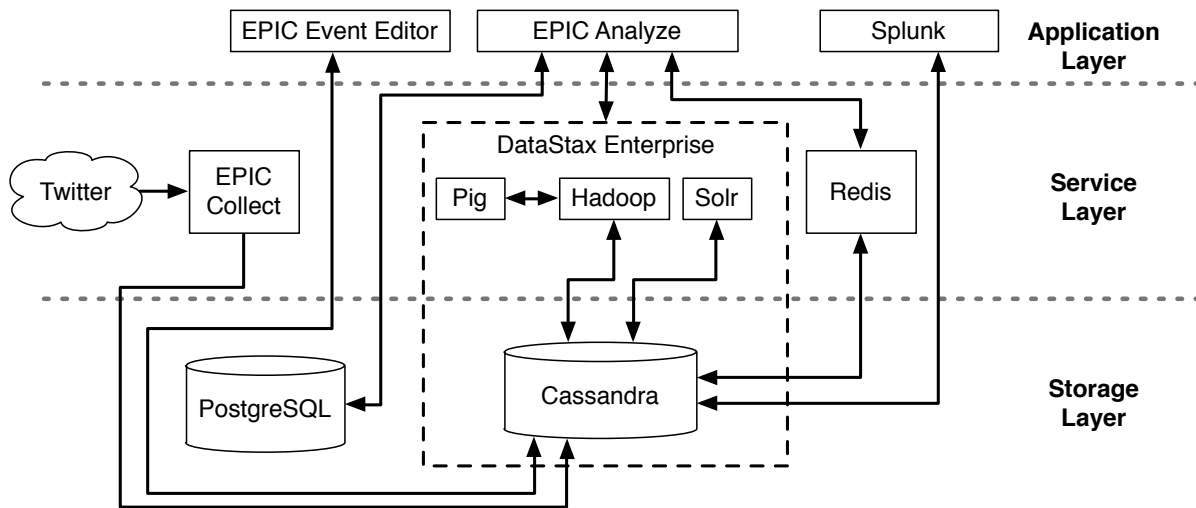 EPIC Event Editor
EPIC Analyze
Splunk
Application
Layer
DataStax Enterprise
Twitter
EPIC
Collect
Pig
Hadoop
Solr
Redis
Service
Layer
PostgreSQL
Cassandra
Storage
Layer